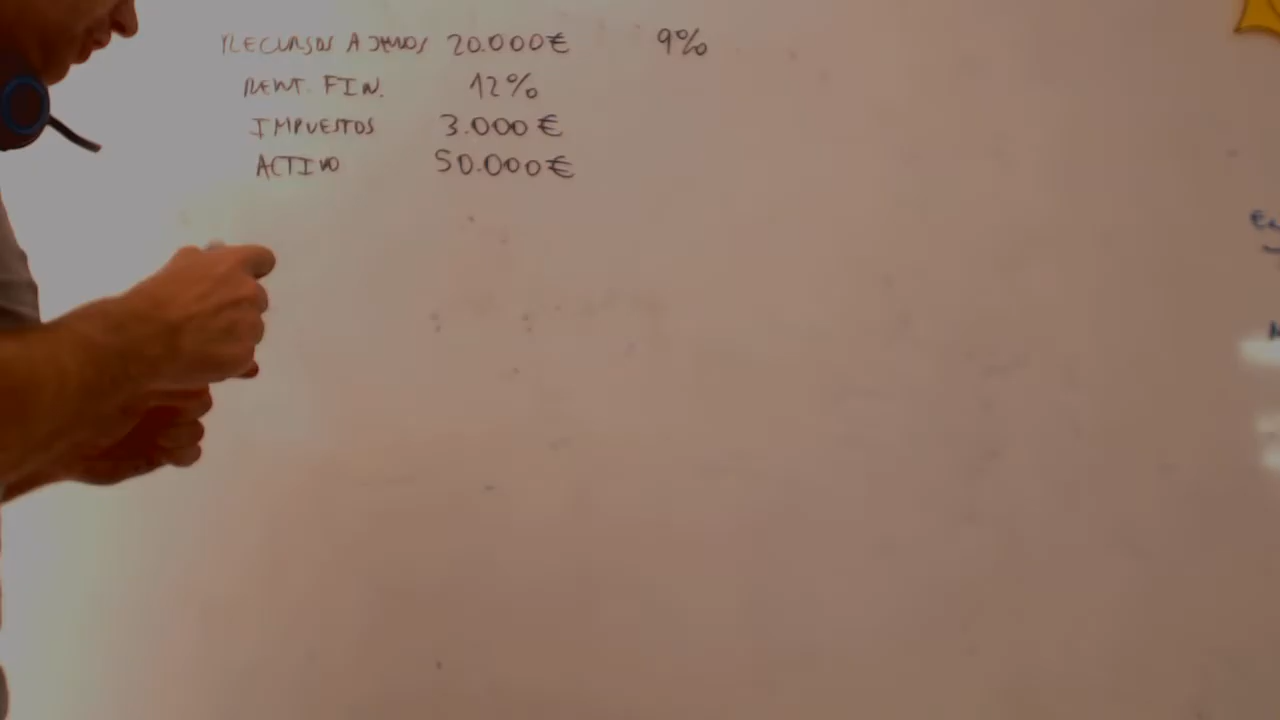 RECURSOS AJENOS 20.000€ 9%
RENT. FIN. 12%
IMPUESTOS 3.000€
ACTIVO 50.000€